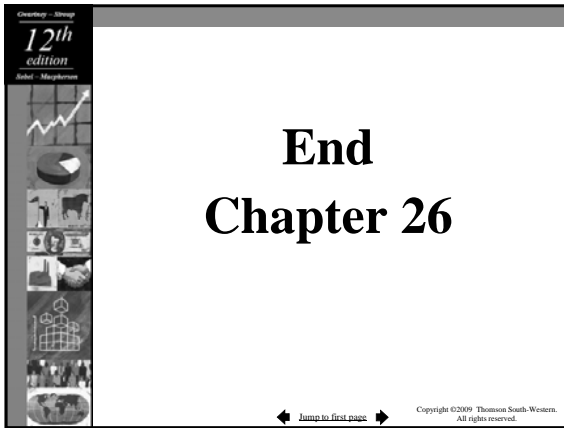 Gwartney – Stroup
12th
edition
Sobel – Macpherson
End
Chapter 26
Jump to first page
Copyright ©2009 Thomson South-Western.
All rights reserved.